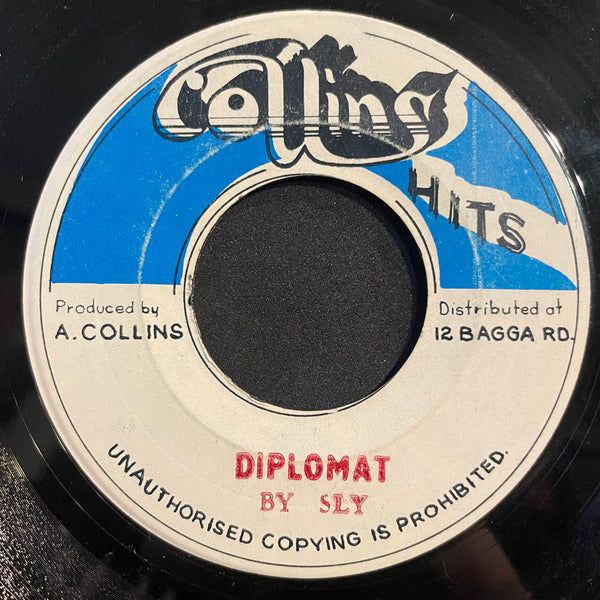 Collins
HITS
Produced by
A. COLLINS
Distributed at
12 BAGGA RD.
DIPLOMAT
BY SLY
UNAUTHORISED COPYING IS PROHIBITED.